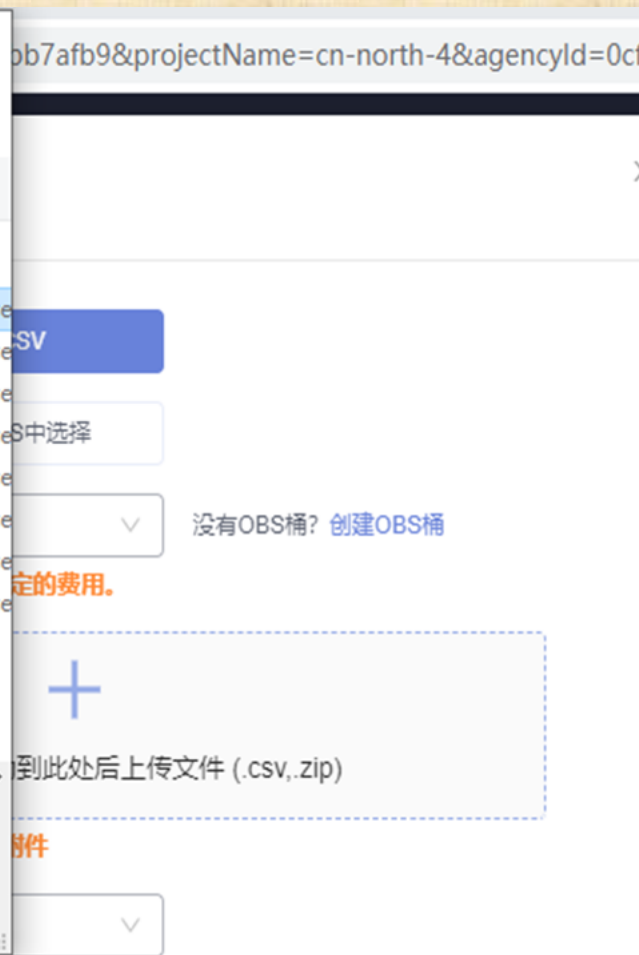 bb7afb9&projectName=cn-north-4&agencyId=0cf
CSV
S中选择
没有OBS桶? 创建OBS桶
定的费用。
到此处后上传文件 (.csv,.zip)
附件
e
e
e
e
e
e
e
e